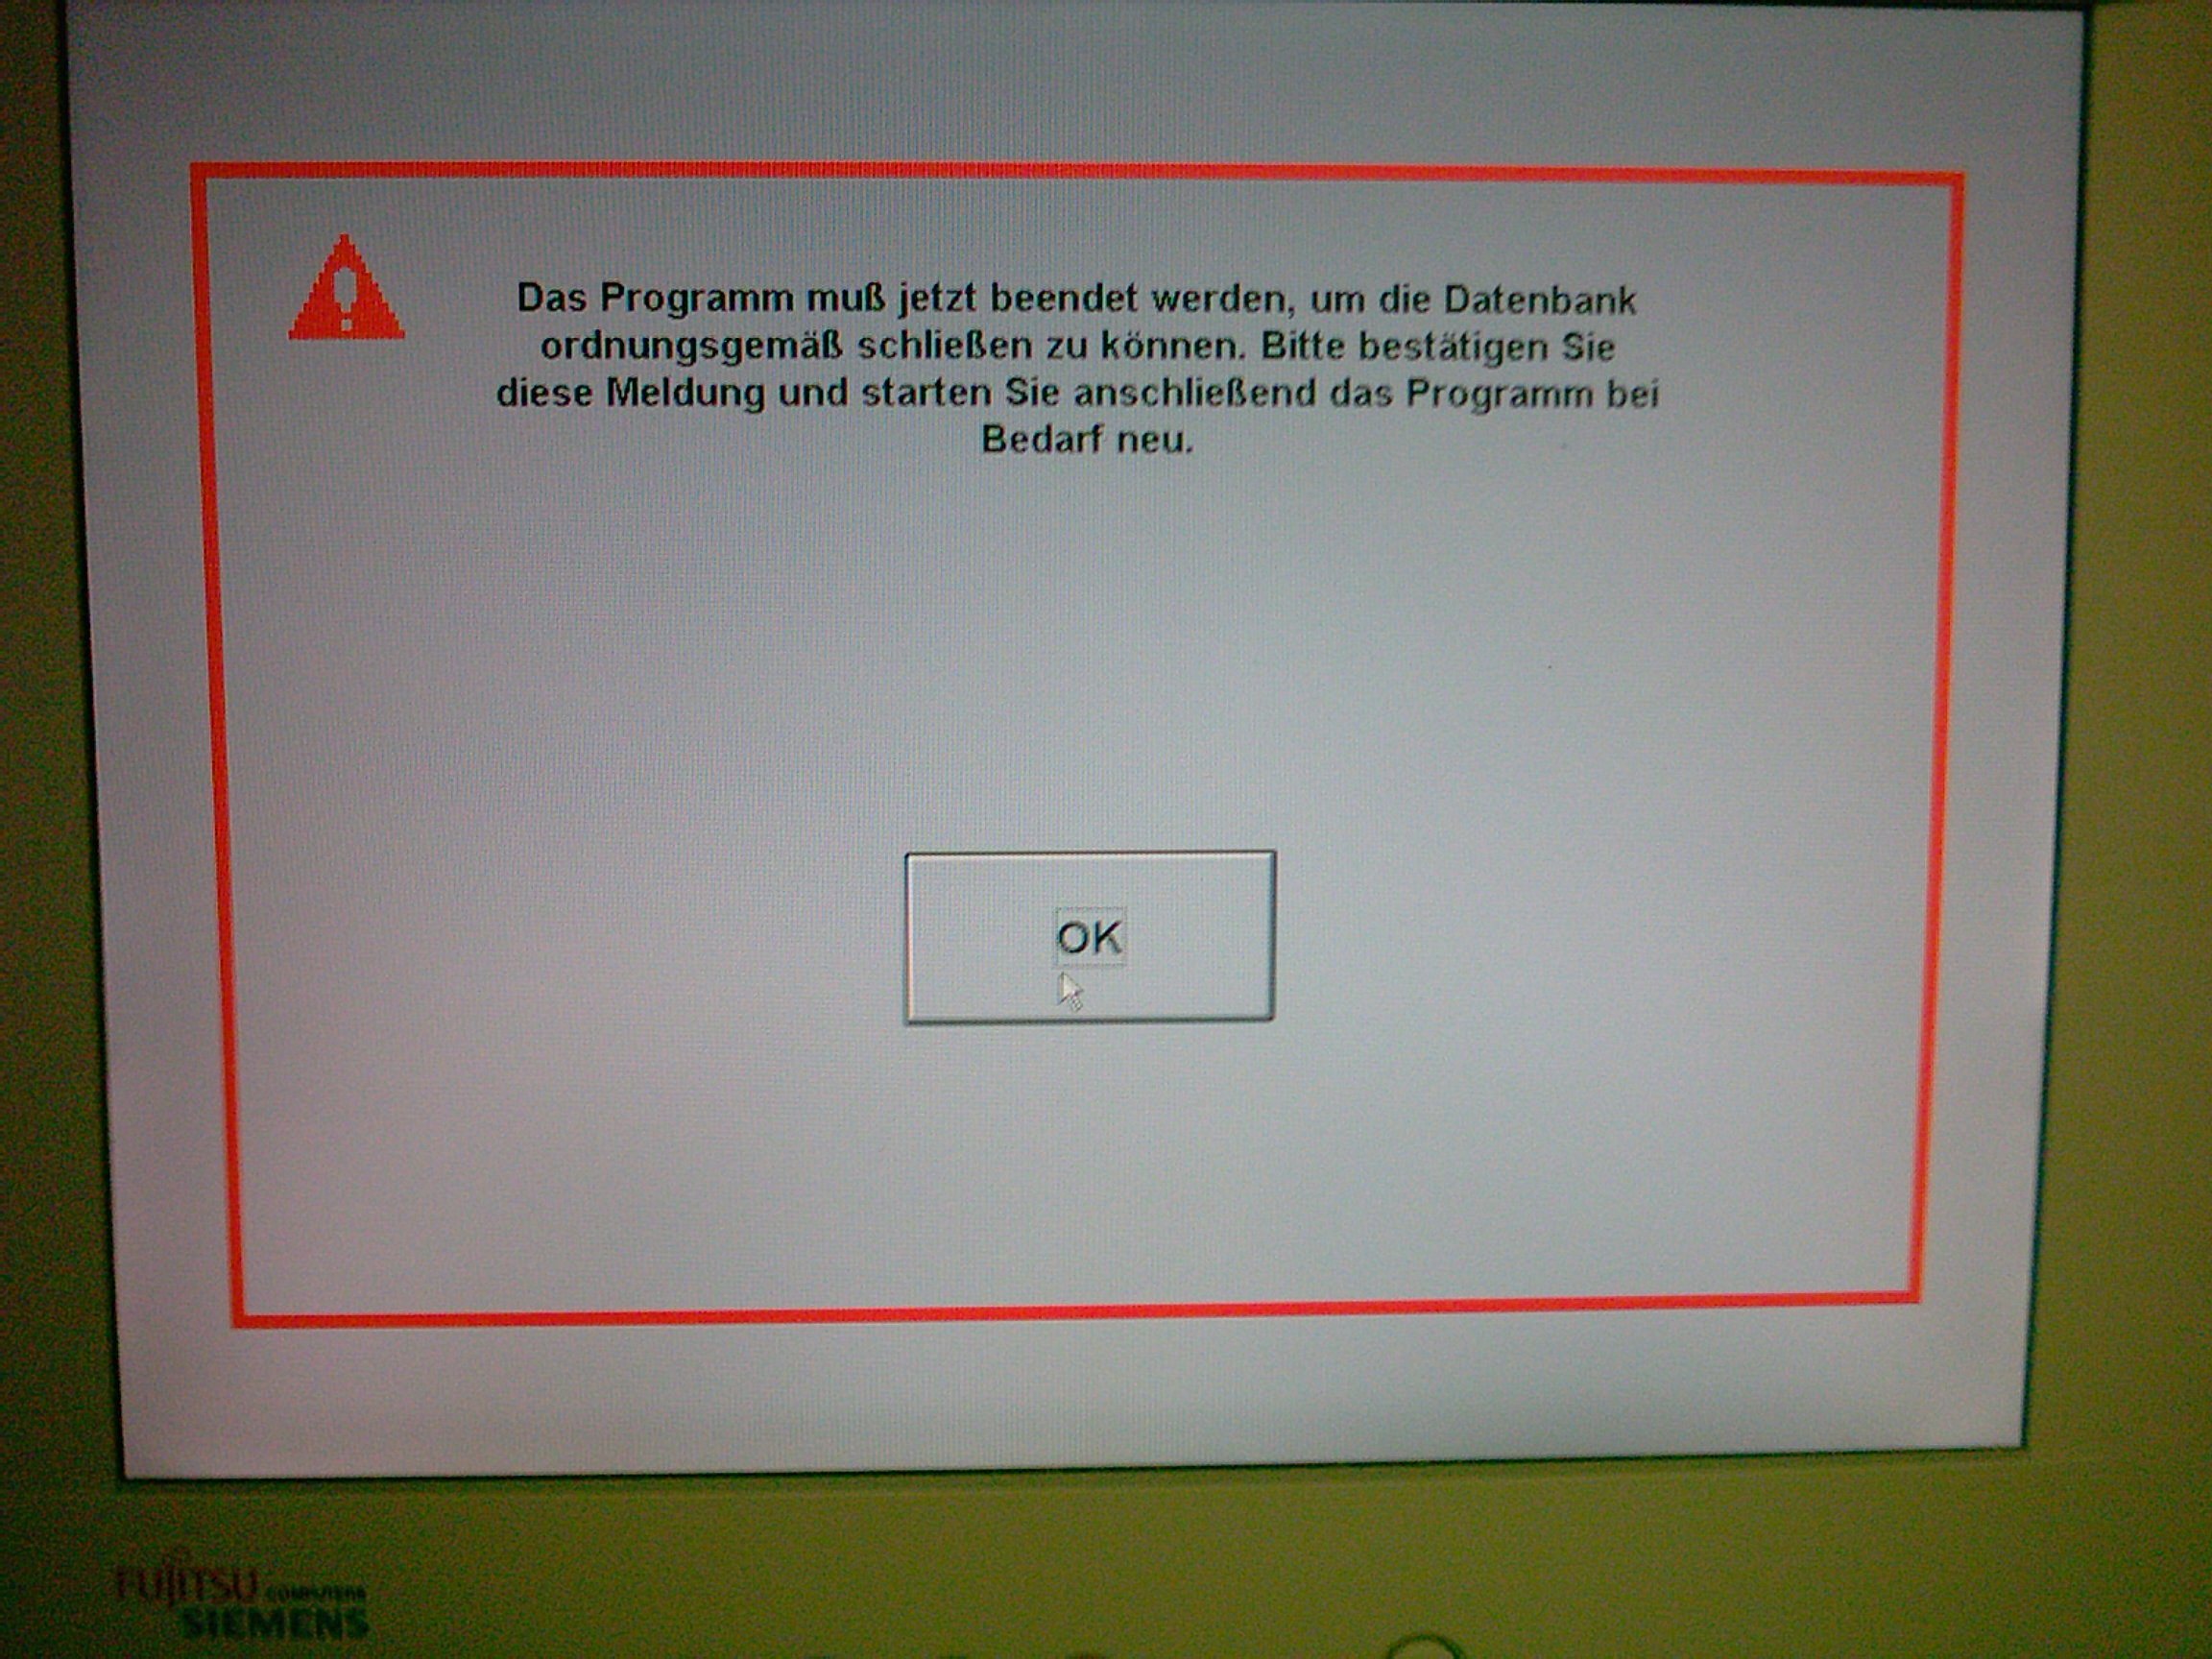 Das Programm muß jetzt beendet werden, um die Datenbank
ordnungsgemäß schließen zu können. Bitte bestätigen Sie
diese Meldung und starten Sie anschließend das Programm bei
Bedarf neu.
OK
FUJITSU COMPUTERS
SIEMENS